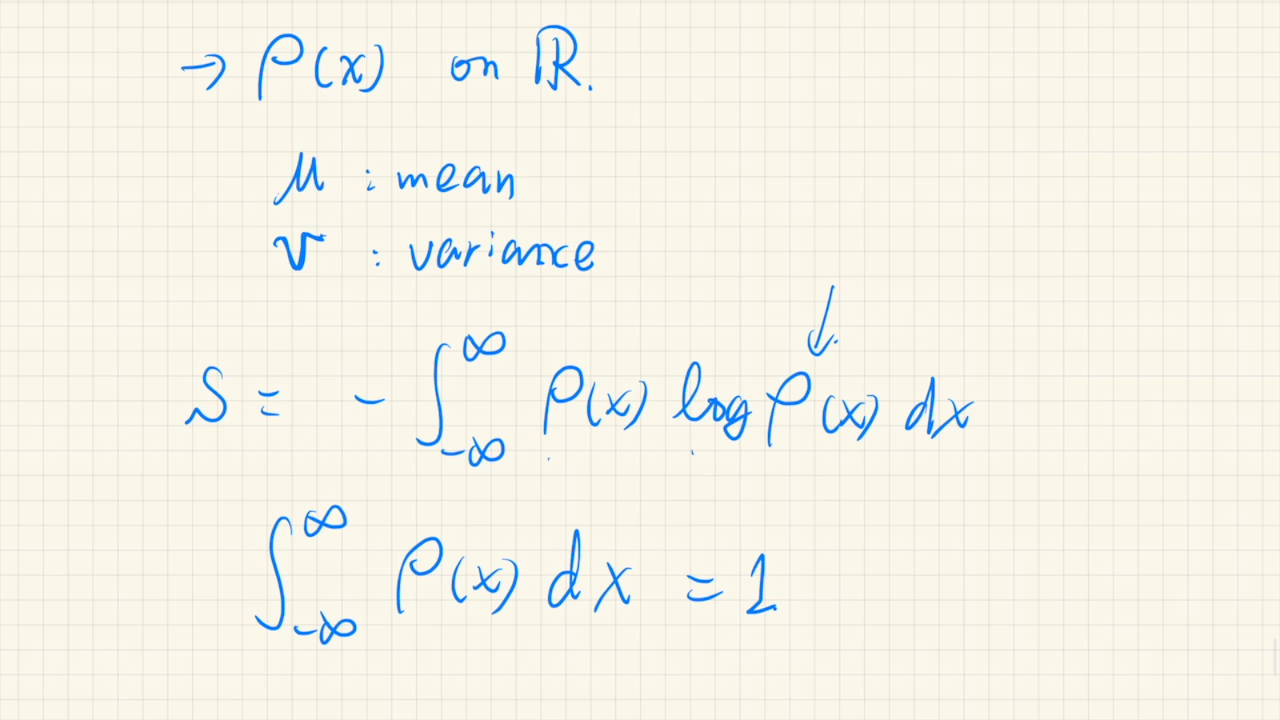 → ρ(x) on ℝ.
μ : mean
v : variance
S = - ∫_{-∞}^{∞} ρ(x) log ρ(x) dx
∫_{-∞}^{∞} ρ(x) dx = 1